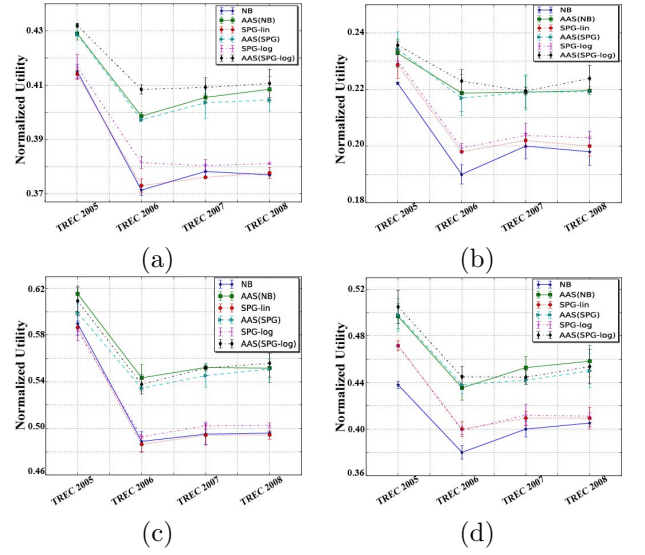 0.43
0.41
0.39
0.37
Normalized Utility
NB
AAS(NB)
SPG-lin
AAS(SPG)
SPG-log
AAS(SPG-log)
TREC 2005
TREC 2006
TREC 2007
TREC 2008
(a)
0.24
0.22
0.20
0.18
Normalized Utility
NB
AAS(NB)
SPG-lin
AAS(SPG)
SPG-log
AAS(SPG-log)
TREC 2005
TREC 2006
TREC 2007
TREC 2008
(b)
0.62
0.58
0.54
0.50
0.46
Normalized Utility
NB
AAS(NB)
SPG-lin
AAS(SPG)
SPG-log
AAS(SPG-log)
TREC 2005
TREC 2006
TREC 2007
TREC 2008
(c)
0.52
0.48
0.44
0.40
0.36
Normalized Utility
NB
AAS(NB)
SPG-lin
AAS(SPG)
SPG-log
AAS(SPG-log)
TREC 2005
TREC 2006
TREC 2007
TREC 2008
(d)